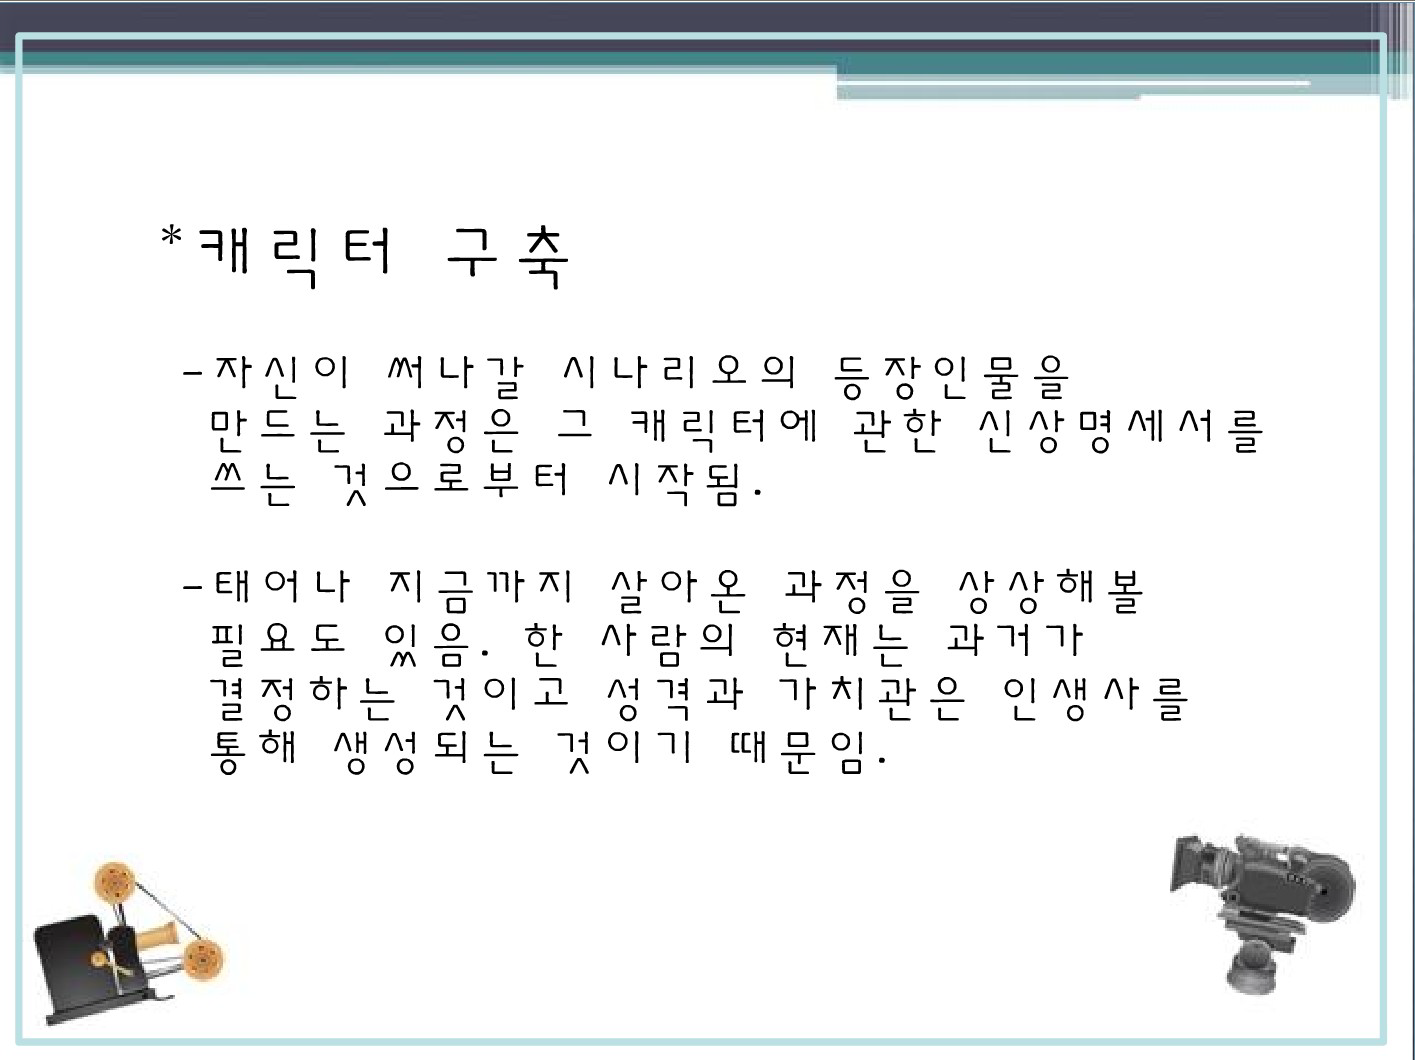 *캐릭터 구축
-자신이 써나갈 시나리오의 등장인물을
만드는 과정은 그 캐릭터에 관한 신상명세서를
쓰는 것으로부터 시작됨.
-태어나 지금까지 살아온 과정을 상상해볼
필요도 있음. 한 사람의 현재는 과거가
결정하는 것이고 성격과 가치관은 인생사를
통해 생성되는 것이기 때문임.